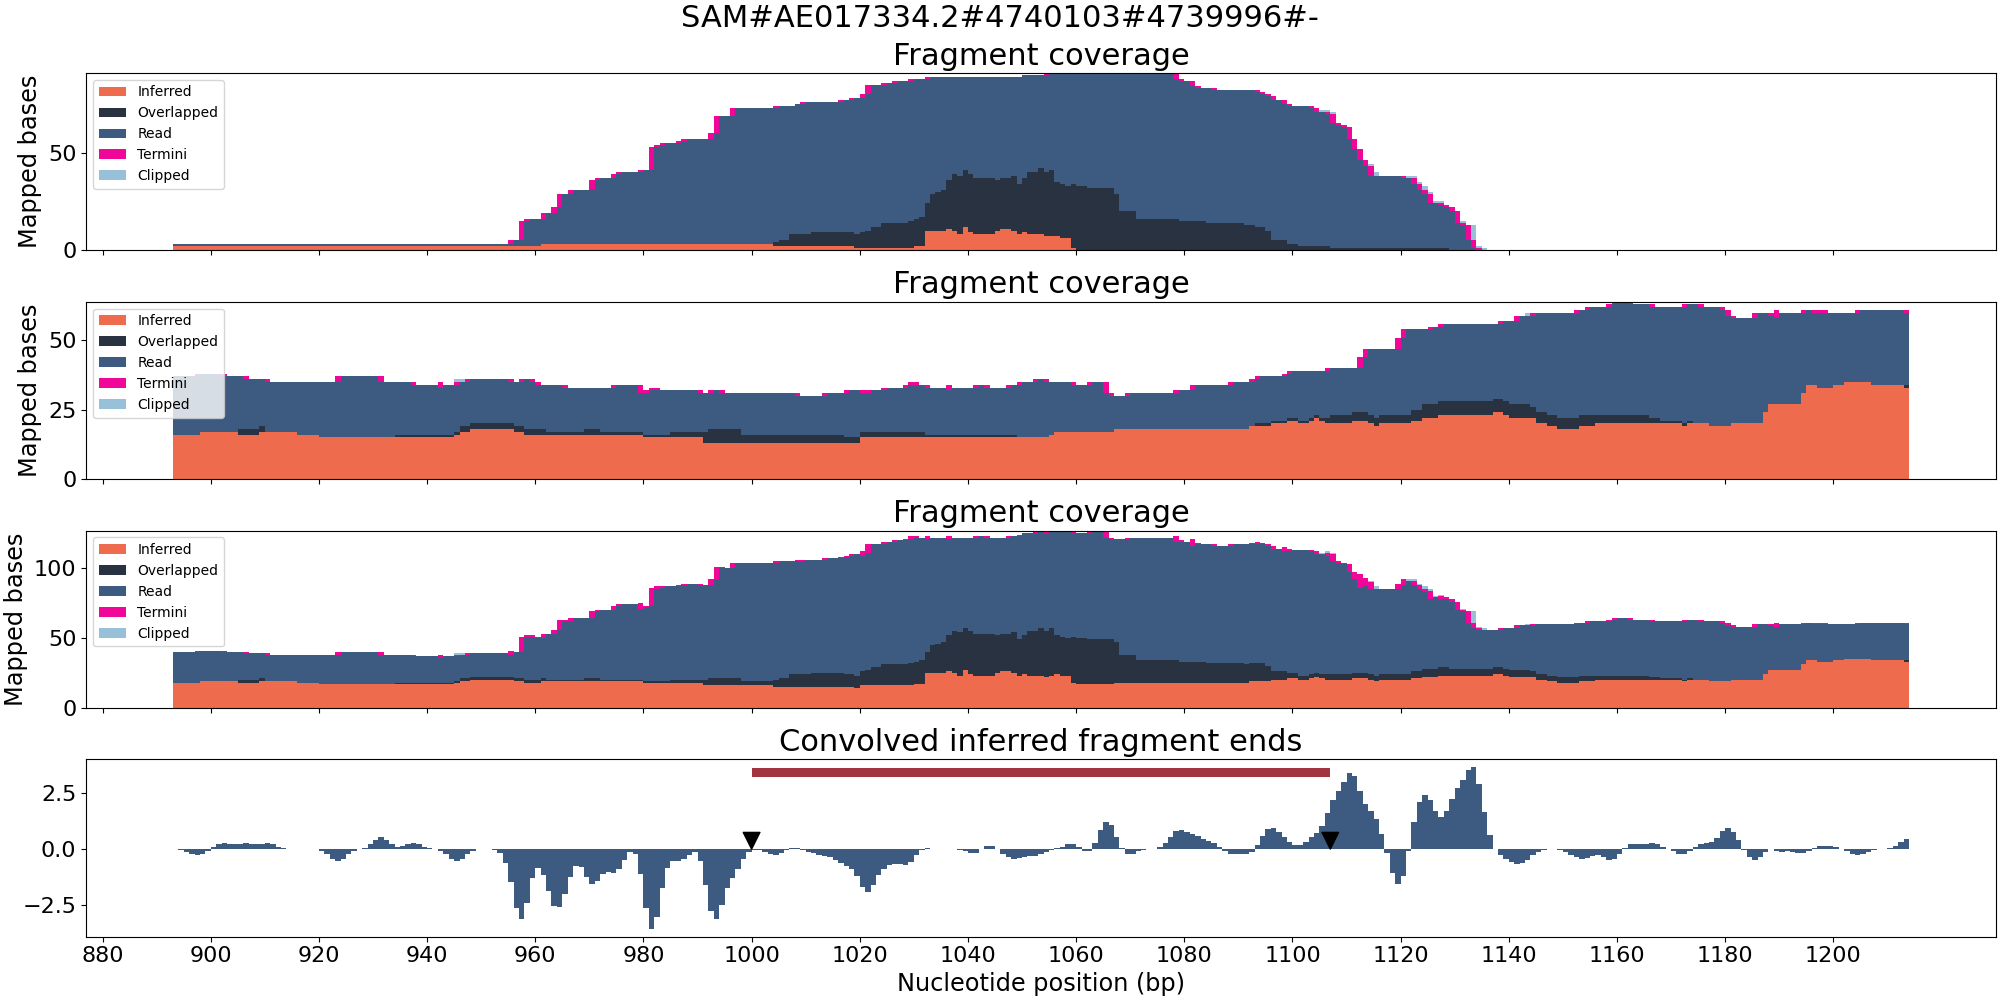 SAM#AE017334.2#4740103#4739996#-
Fragment coverage
Mapped bases
50
0
Inferred
Overlapped
Read
Termini
Clipped
Fragment coverage
Mapped bases
50
25
0
Inferred
Overlapped
Read
Termini
Clipped
Fragment coverage
Mapped bases
100
50
0
Inferred
Overlapped
Read
Termini
Clipped
Convolved inferred fragment ends
2.5
0.0
−2.5
880 900 920 940 960 980 1000 1020 1040 1060 1080 1100 1120 1140 1160 1180 1200
Nucleotide position (bp)